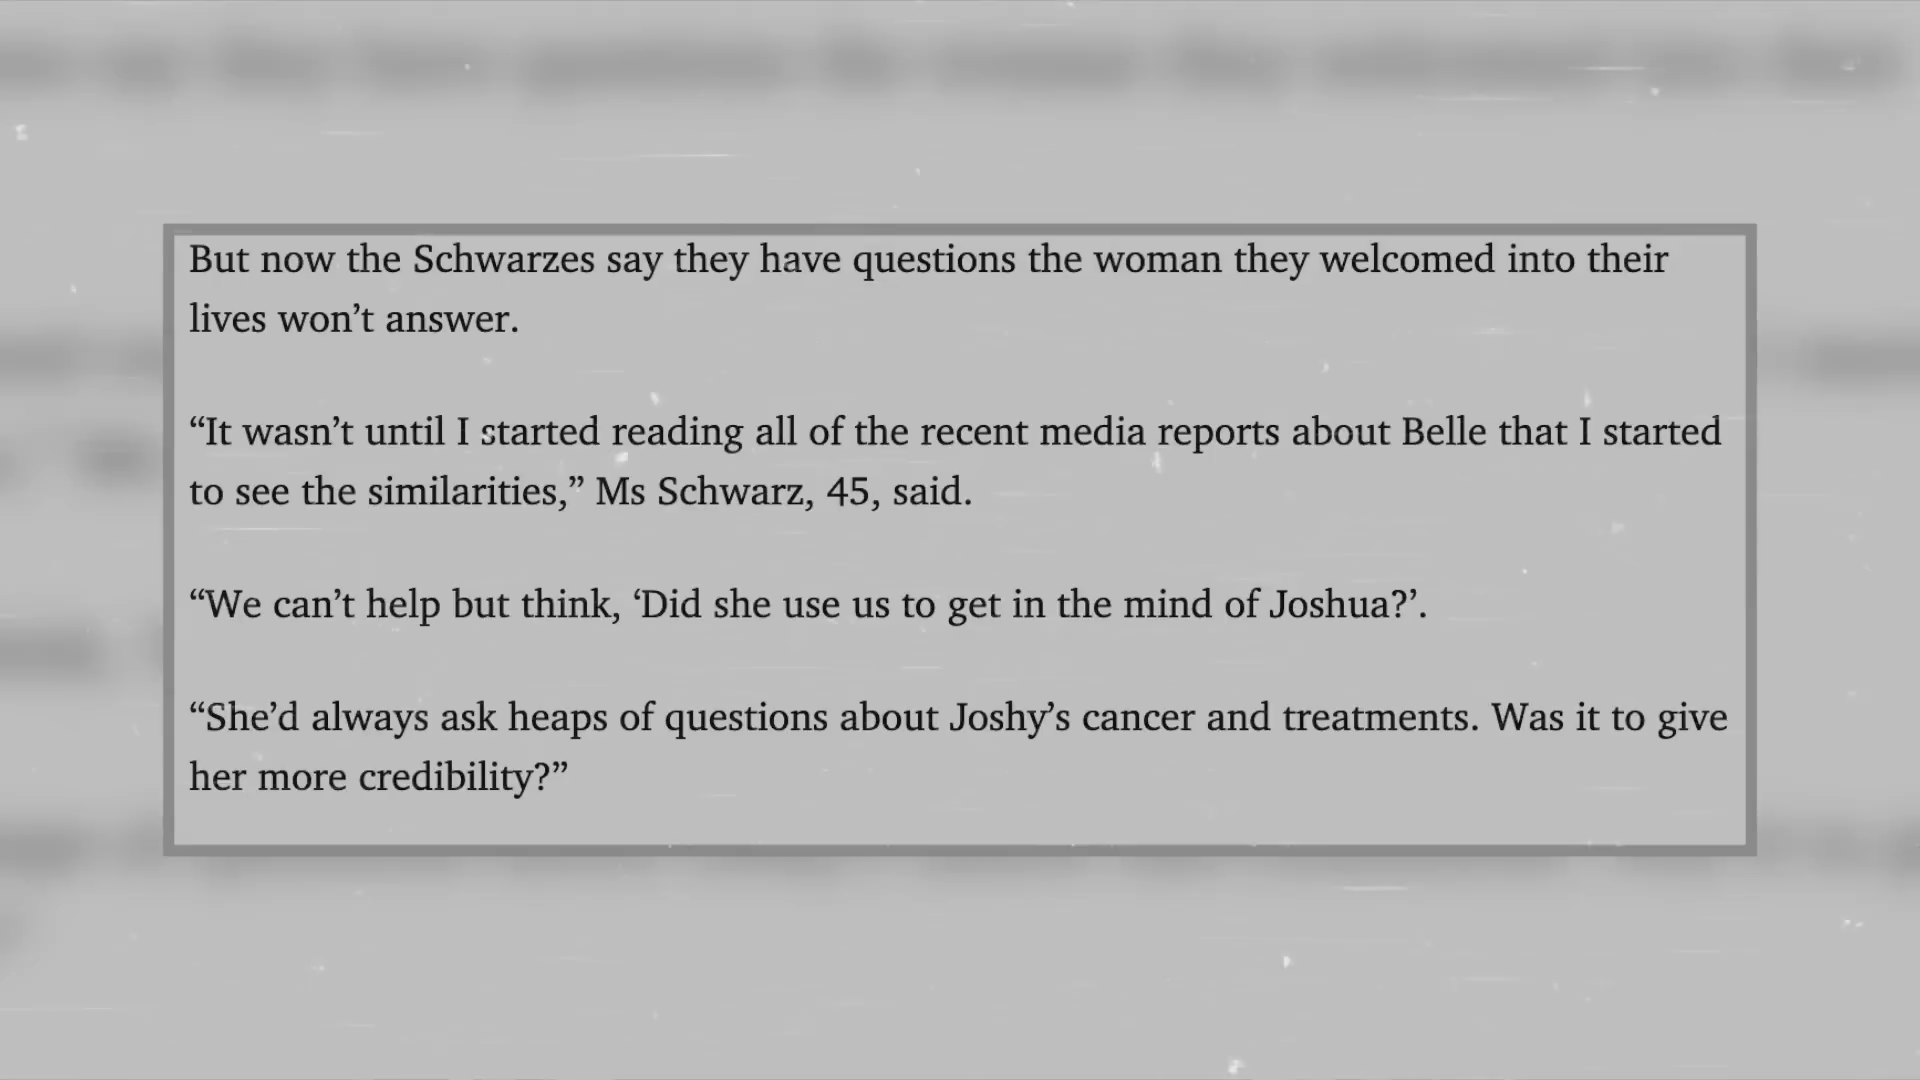 But now the Schwarzes say they have questions the woman they welcomed into their
lives won’t answer.
“It wasn’t until I started reading all of the recent media reports about Belle that I started
to see the similarities,” Ms Schwarz, 45, said.
“We can’t help but think, ‘Did she use us to get in the mind of Joshua?’.
“She’d always ask heaps of questions about Joshy’s cancer and treatments. Was it to give
her more credibility?”